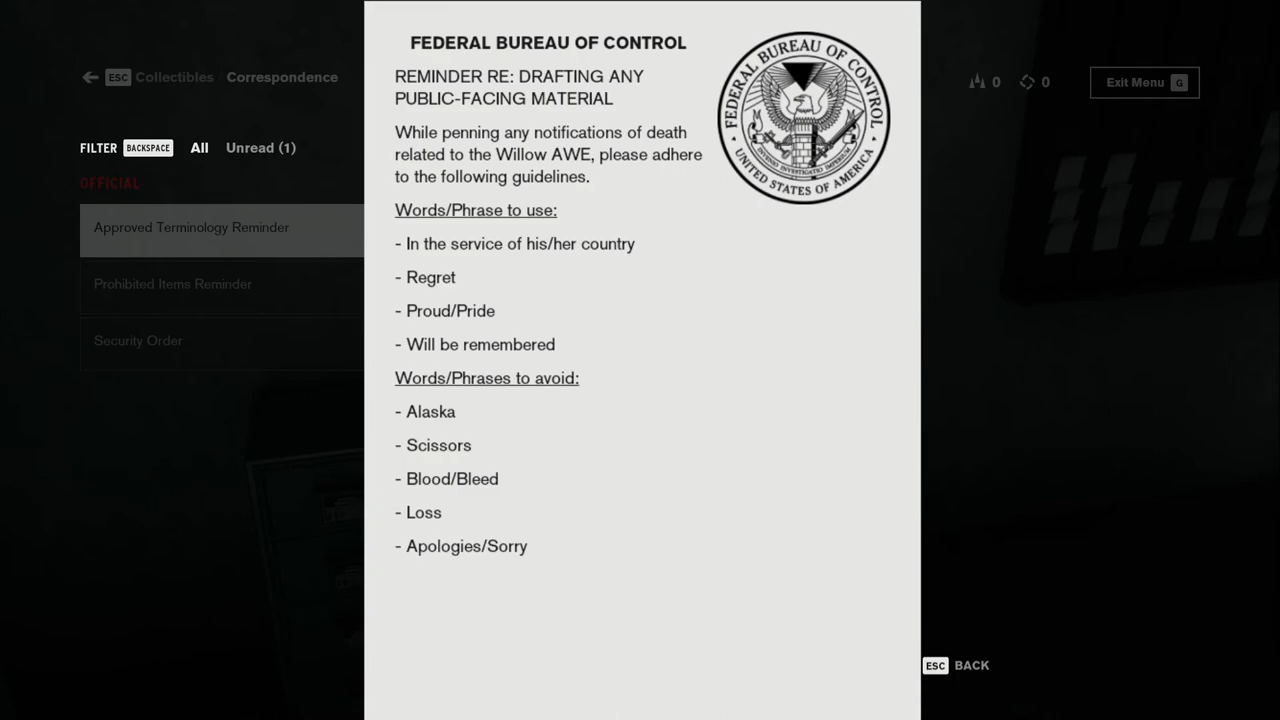 ESC Collectibles Correspondence
0 0 Exit Menu G
FILTER BACKSPACE All Unread (1)
OFFICIAL
Approved Terminology Reminder
Prohibited Items Reminder
Security Order
FEDERAL BUREAU OF CONTROL
REMINDER RE: DRAFTING ANY
PUBLIC-FACING MATERIAL
While penning any notifications of death
related to the Willow AWE, please adhere
to the following guidelines.
Words/Phrase to use:
- In the service of his/her country
- Regret
- Proud/Pride
- Will be remembered
Words/Phrases to avoid:
- Alaska
- Scissors
- Blood/Bleed
- Loss
- Apologies/Sorry
FEDERAL BUREAU OF CONTROL
UNITED STATES OF AMERICA
ESC BACK